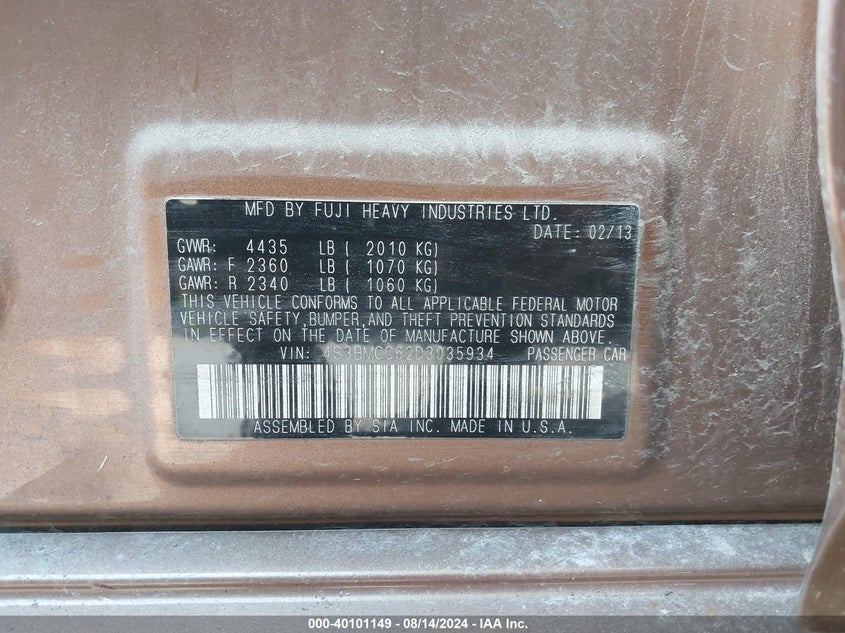 MFD BY FUJI HEAVY INDUSTRIES LTD.
DATE: 02/13
GVWR: 4435 LB ( 2010 KG)
GAWR: F 2360 LB ( 1070 KG)
GAWR: R 2340 LB ( 1060 KG)
THIS VEHICLE CONFORMS TO ALL APPLICABLE FEDERAL MOTOR
VEHICLE SAFETY,BUMPER,AND THEFT PREVENTION STANDARDS
IN EFFECT ON THE DATE OF MANUFACTURE SHOWN ABOVE.
VIN: 4S3BMCC62D3035934 PASSENGER CAR
ASSEMBLED BY SIA INC. MADE IN U.S.A.
000-40101149 - 08/14/2024 - IAA Inc.